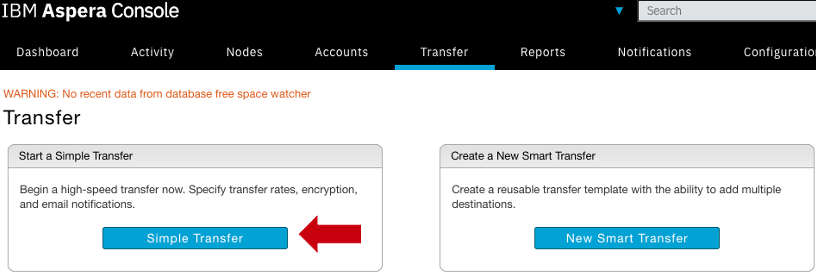 IBM Aspera Console
Search
Dashboard Activity Nodes Accounts Transfer Reports Notifications Configuration
WARNING: No recent data from database free space watcher
Transfer
Start a Simple Transfer
Begin a high-speed transfer now. Specify transfer rates, encryption,
and email notifications.
Simple Transfer
Create a New Smart Transfer
Create a reusable transfer template with the ability to add multiple
destinations.
New Smart Transfer